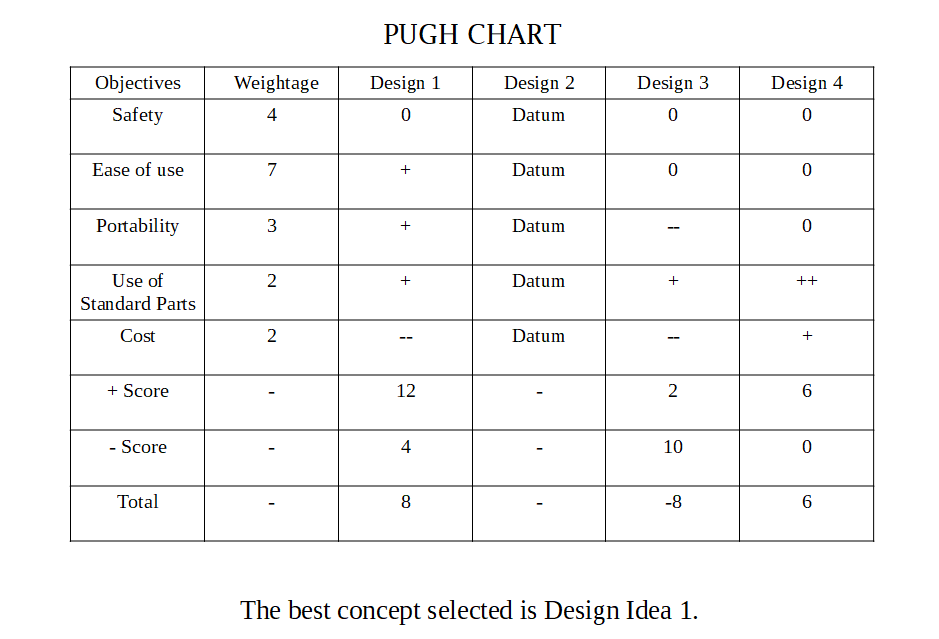 PUGH CHART
Objectives Weightage Design 1 Design 2 Design 3 Design 4
Safety 4 0 Datum 0 0
Ease of use 7 + Datum 0 0
Portability 3 + Datum -- 0
Use of Standard Parts 2 + Datum + ++
Cost 2 -- Datum -- +
+ Score - 12 - 2 6
- Score - 4 - 10 0
Total - 8 - -8 6
The best concept selected is Design Idea 1.